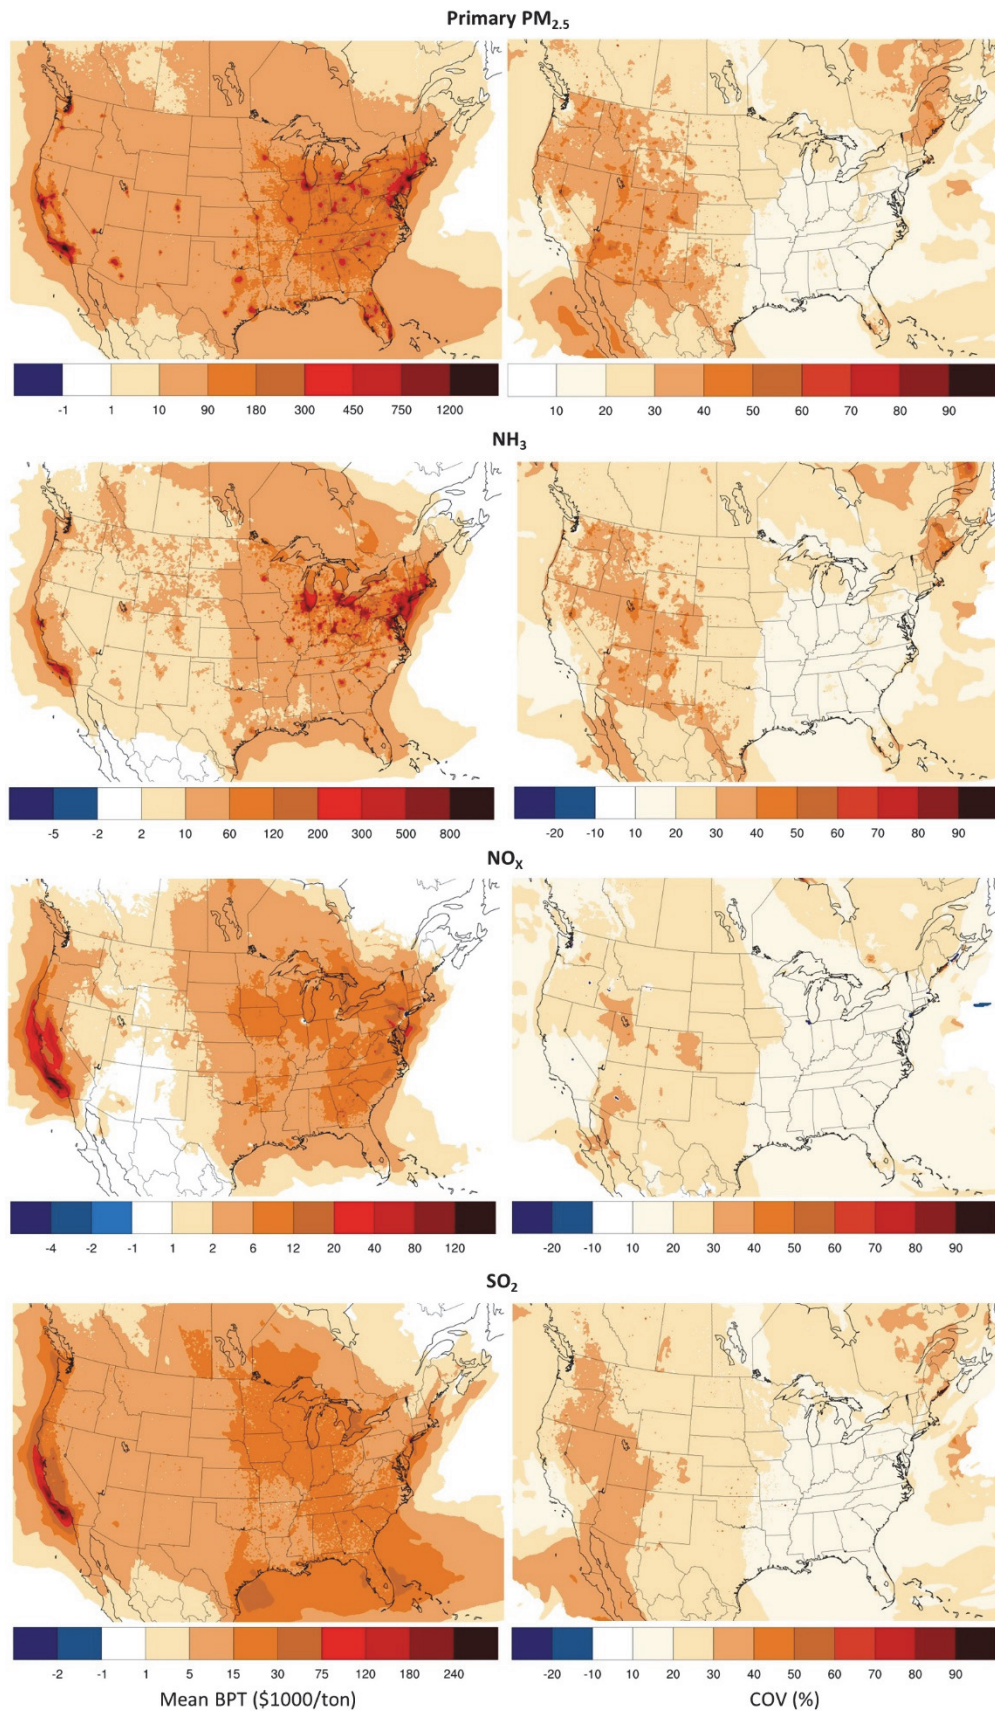 Primary PM2.5
-1 1 10 90 180 300 450 750 1200
10 20 30 40 50 60 70 80 90
NH3
-5 -2 2 10 60 120 200 300 500 800
-20 -10 10 20 30 40 50 60 70 80 90
NOX
-4 -2 -1 1 2 6 12 20 40 80 120
-20 -10 10 20 30 40 50 60 70 80 90
SO2
-2 -1 1 5 15 30 75 120 180 240
-20 -10 10 20 30 40 50 60 70 80 90
Mean BPT ($1000/ton)
COV (%)